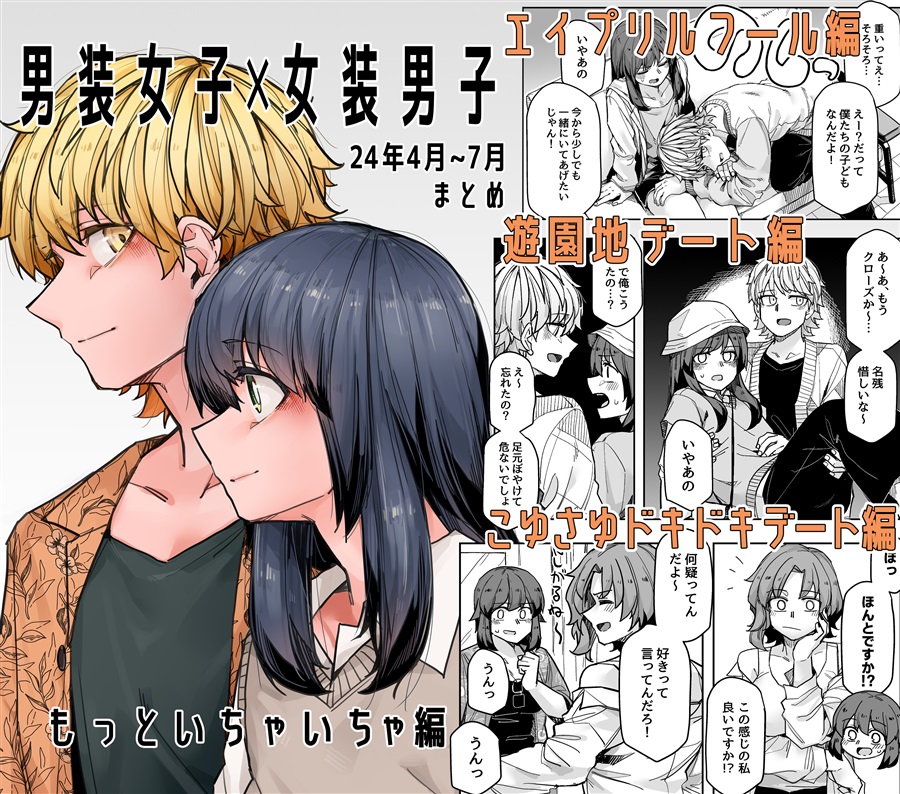 男装女子×女装男子
24年4月~7月
まとめ
もっといちゃいちゃ編
エイプリルフール編
重いってえ…
そろそろ…
いやあの
えー?だって
僕たちの子ども
なんだよ!
今から少しでも
一緒にいてあげたい
じゃん!
遊園地デート編
で俺こう
たの…?
え〜
忘れたの?
足元ぼやけて
危ないでしょ
あ〜あ、もう
クローズか〜…
名残
惜しいな〜
いやあの
こゆさゆドキドキデート編
何疑ってん
だよ〜
好きって
言ってんだろ!
うんっ
うんっ
ほっ
ほんとですか!?
この感じの私
良いですか!?